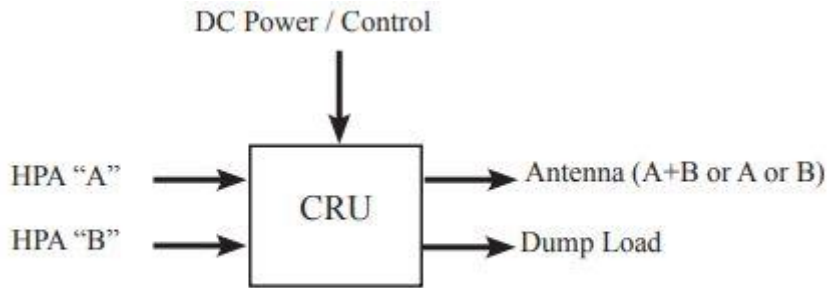 DC Power / Control
HPA “A”
CRU
Antenna (A+B or A or B)
HPA “B”
Dump Load